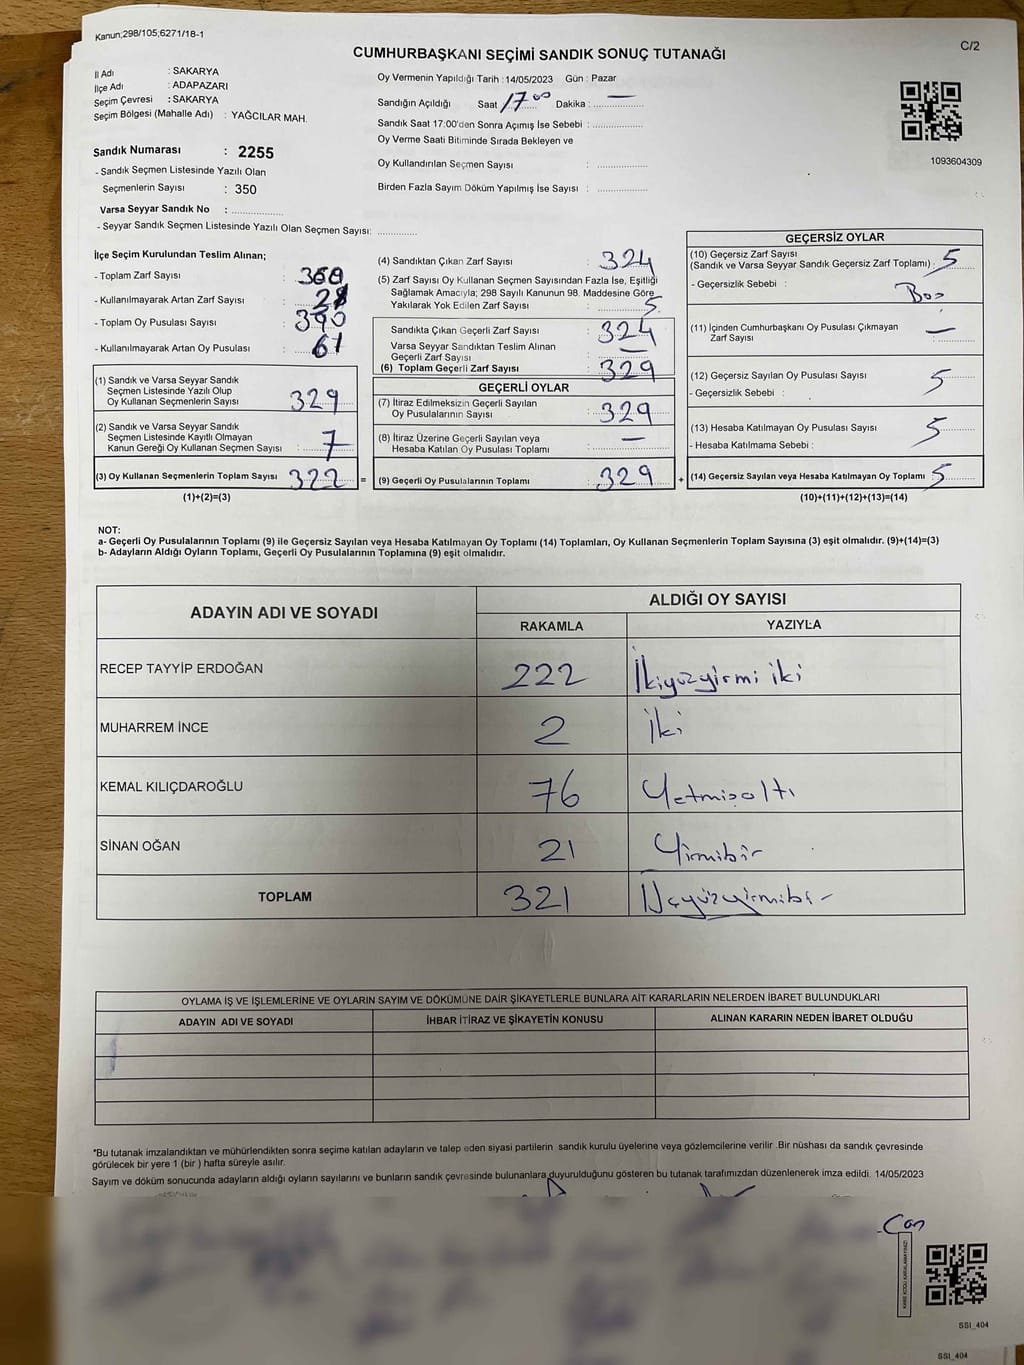 Kanun;298/105;6271/18-1
C/2
CUMHURBAŞKANI SEÇİMİ SANDIK SONUÇ TUTANAĞI
İl Adı : SAKARYA
İlçe Adı : ADAPAZARI
Seçim Çevresi : SAKARYA
Seçim Bölgesi (Mahalle Adı) : YAĞCILAR MAH.
Sandık Numarası : 2255
- Sandık Seçmen Listesinde Yazılı Olan
Seçmenlerin Sayısı : 350
Varsa Seyyar Sandık No : ..............
- Seyyar Sandık Seçmen Listesinde Yazılı Olan Seçmen Sayısı: ............
Oy Vermenin Yapıldığı Tarih : 14/05/2023 Gün : Pazar
Sandığın Açıldığı Saat 17 00 Dakika : ............ —
Sandık Saat 17:00'den Sonra Açımış İse Sebebi : ..............
Oy Verme Saati Bitiminde Sırada Bekleyen ve
Oy Kullandırılan Seçmen Sayısı : ..............
Birden Fazla Sayım Döküm Yapılmış İse Sayısı : ..............
1093604309
İlçe Seçim Kurulundan Teslim Alınan;
- Toplam Zarf Sayısı :
- Kullanılmayarak Artan Zarf Sayısı :
- Toplam Oy Pusulası Sayısı : 390
- Kullanılmayarak Artan Oy Pusulası : 61
(1) Sandık ve Varsa Seyyar Sandık
Seçmen Listesinde Yazılı Olup
Oy Kullanan Seçmenlerin Sayısı : 329
(2) Sandık ve Varsa Seyyar Sandık
Seçmen Listesinde Kayıtlı Olmayan
Kanun Gereği Oy Kullanan Seçmen Sayısı : 7
(3) Oy Kullanan Seçmenlerin Toplam Sayısı : 322 =
(1)+(2)=(3)
(4) Sandıktan Çıkan Zarf Sayısı : 324
(5) Zarf Sayısı Oy Kullanan Seçmen Sayısından Fazla İse, Eşitliği
Sağlamak Amacıyla; 298 Sayılı Kanunun 98. Maddesine Göre
Yakılarak Yok Edilen Zarf Sayısı : 5
Sandıkta Çıkan Geçerli Zarf Sayısı : 324
Varsa Seyyar Sandıktan Teslim Alınan
Geçerli Zarf Sayısı : —
(6) Toplam Geçerli Zarf Sayısı : 329
GEÇERLİ OYLAR
(7) İtiraz Edilmeksizin Geçerli Sayılan
Oy Pusulalarının Sayısı : 329
(8) İtiraz Üzerine Geçerli Sayılan veya
Hesaba Katılan Oy Pusulası Toplamı : —
(9) Geçerli Oy Pusulalarının Toplamı : 329 +
GEÇERSİZ OYLAR
(10) Geçersiz Zarf Sayısı
(Sandık ve Varsa Seyyar Sandık Geçersiz Zarf Toplamı) : 5
- Geçersizlik Sebebi : Boş
(11) İçinden Cumhurbaşkanı Oy Pusulası Çıkmayan
Zarf Sayısı : —
(12) Geçersiz Sayılan Oy Pusulası Sayısı : 5
- Geçersizlik Sebebi :
(13) Hesaba Katılmayan Oy Pusulası Sayısı : 5
- Hesaba Katılmama Sebebi :
(14) Geçersiz Sayılan veya Hesaba Katılmayan Oy Toplamı : 5
(10)+(11)+(12)+(13)=(14)
NOT:
a- Geçerli Oy Pusulalarının Toplamı (9) ile Geçersiz Sayılan veya Hesaba Katılmayan Oy Toplamı (14) Toplamları, Oy Kullanan Seçmenlerin Toplam Sayısına (3) eşit olmalıdır. (9)+(14)=(3)
b- Adayların Aldığı Oyların Toplamı, Geçerli Oy Pusulalarının Toplamına (9) eşit olmalıdır.
ADAYIN ADI VE SOYADI
ALDIĞI OY SAYISI
RAKAMLA YAZIYLA
RECEP TAYYİP ERDOĞAN 222 İkiyüzyirmi iki
MUHARREM İNCE 2 İki
KEMAL KILIÇDAROĞLU 76 Yetmişaltı
SİNAN OĞAN 21 Yirmibir
TOPLAM 321 Üçyüzyirmibir
OYLAMA İŞ VE İŞLEMLERİNE VE OYLARIN SAYIM VE DÖKÜMÜNE DAİR ŞİKAYETLERLE BUNLARA AİT KARARLARIN NELERDEN İBARET BULUNDUKLARI
ADAYIN ADI VE SOYADI İHBAR İTİRAZ VE ŞİKAYETİN KONUSU ALINAN KARARIN NEDEN İBARET OLDUĞU
*Bu tutanak imzalandıktan ve mühürlendikten sonra seçime katılan adayların ve talep eden siyasi partilerin sandık kurulu üyelerine veya gözlemcilerine verilir .Bir nüshası da sandık çevresinde
görülecek bir yere 1 (bir ) hafta süreyle asılır.
Sayım ve döküm sonucunda adayların aldığı oyların sayılarını ve bunların sandık çevresinde bulunanlara duyurulduğunu gösteren bu tutanak tarafımızdan düzenlenerek imza edildi. 14/05/2023
Can
KARE KODU KARALAMAYINIZ!
SSI_404
SSI_404